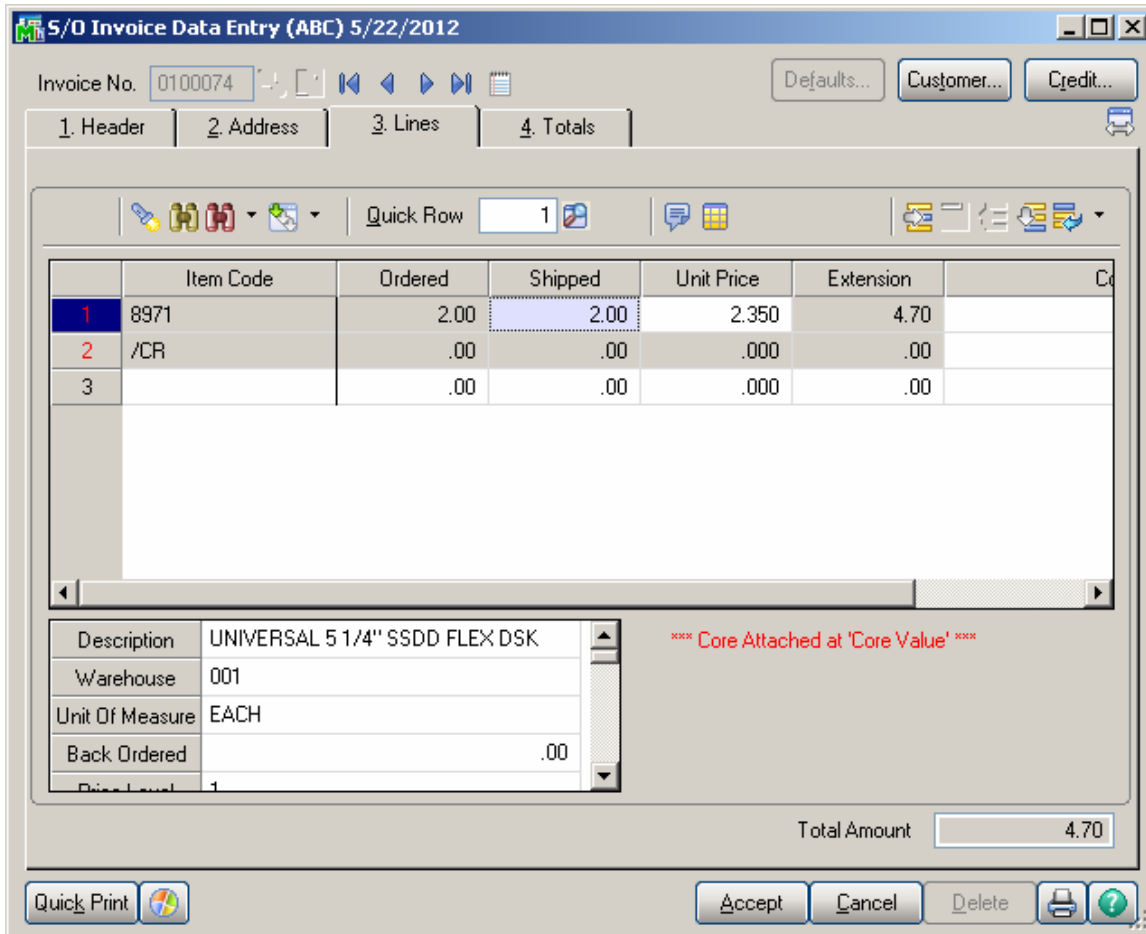 S/O Invoice Data Entry (ABC) 5/22/2012
Invoice No. 0100074 Defaults... Customer... Credit...
1. Header 2. Address 3. Lines 4. Totals
Quick Row 1
Item Code Ordered Shipped Unit Price Extension
1 8971 2.00 2.00 2.350 4.70
2 /CR .00 .00 .000 .00
3 .00 .00 .000 .00
Description UNIVERSAL 5 1/4" SSDD FLEX DSK
*** Core Attached at 'Core Value' ***
Warehouse 001
Unit Of Measure EACH
Back Ordered .00
Price Level 1
Total Amount 4.70
Quick Print Accept Cancel Delete